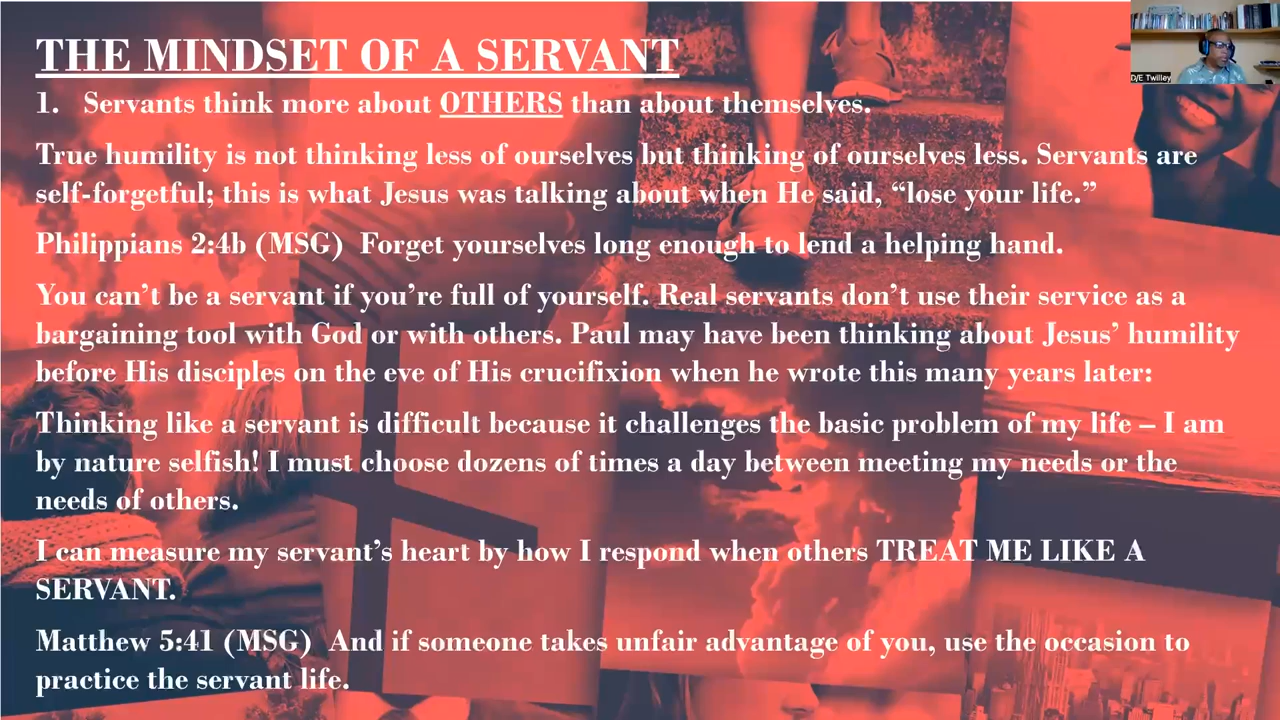 THE MINDSET OF A SERVANT
1. Servants think more about OTHERS than about themselves.
True humility is not thinking less of ourselves but thinking of ourselves less. Servants are
self-forgetful; this is what Jesus was talking about when He said, “lose your life.”
Philippians 2:4b (MSG) Forget yourselves long enough to lend a helping hand.
You can’t be a servant if you’re full of yourself. Real servants don’t use their service as a
bargaining tool with God or with others. Paul may have been thinking about Jesus’ humility
before His disciples on the eve of His crucifixion when he wrote this many years later:
Thinking like a servant is difficult because it challenges the basic problem of my life – I am
by nature selfish! I must choose dozens of times a day between meeting my needs or the
needs of others.
I can measure my servant’s heart by how I respond when others TREAT ME LIKE A
SERVANT.
Matthew 5:41 (MSG) And if someone takes unfair advantage of you, use the occasion to
practice the servant life.
D/E Twilley